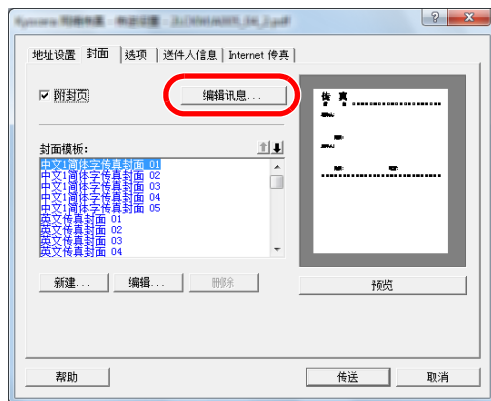 地址设置 封面 选项 送件人信息 Internet 传真
附封页 编辑讯息...
封面模板:
中文1简体字传真封面 01
中文1简体字传真封面 02
中文1简体字传真封面 03
中文1简体字传真封面 04
中文1简体字传真封面 05
英文传真封面 01
英文传真封面 02
英文传真封面 03
英文传真封面 04
传 真
新建... 编辑... 删除 预览
帮助 传送 取消